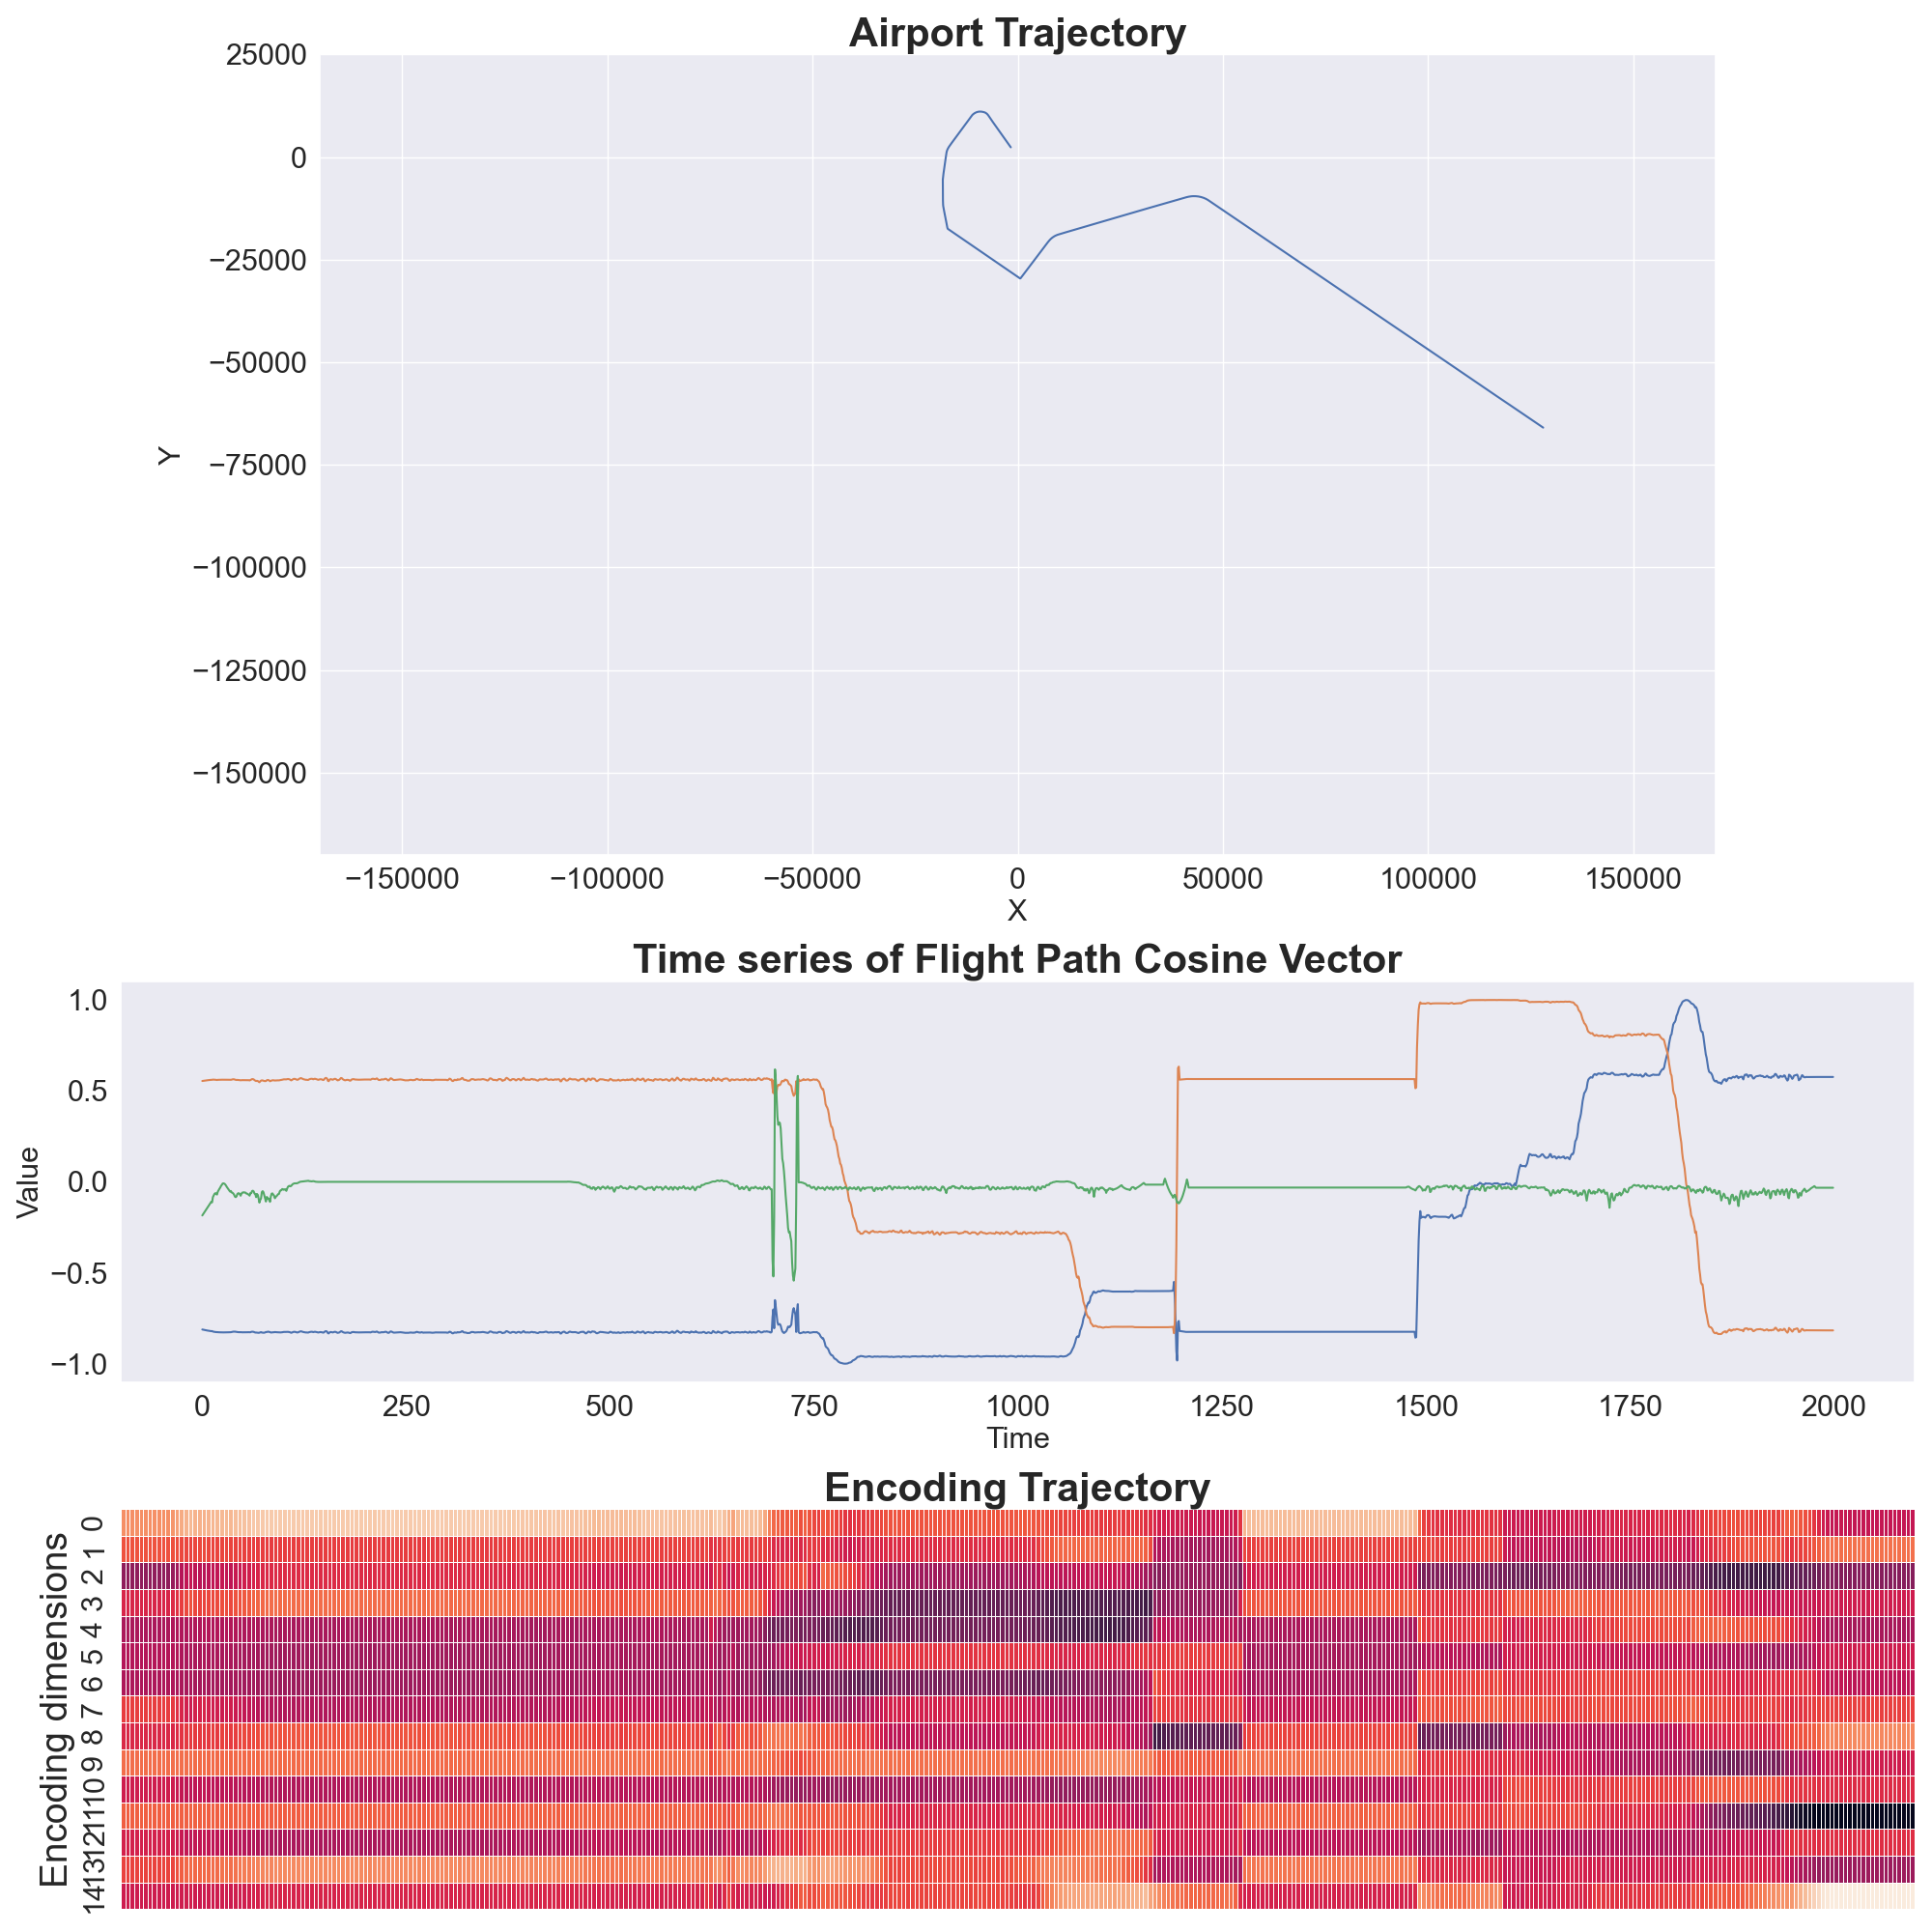 Airport Trajectory
25000
0
−25000
−50000
−75000
−100000
−125000
−150000
Y
−150000 −100000 −50000 0 50000 100000 150000
X
Time series of Flight Path Cosine Vector
1.0
0.5
0.0
−0.5
−1.0
Value
0 250 500 750 1000 1250 1500 1750 2000
Time
Encoding Trajectory
Encoding dimensions
0
1
2
3
4
5
6
7
8
9
10
11
12
13
14